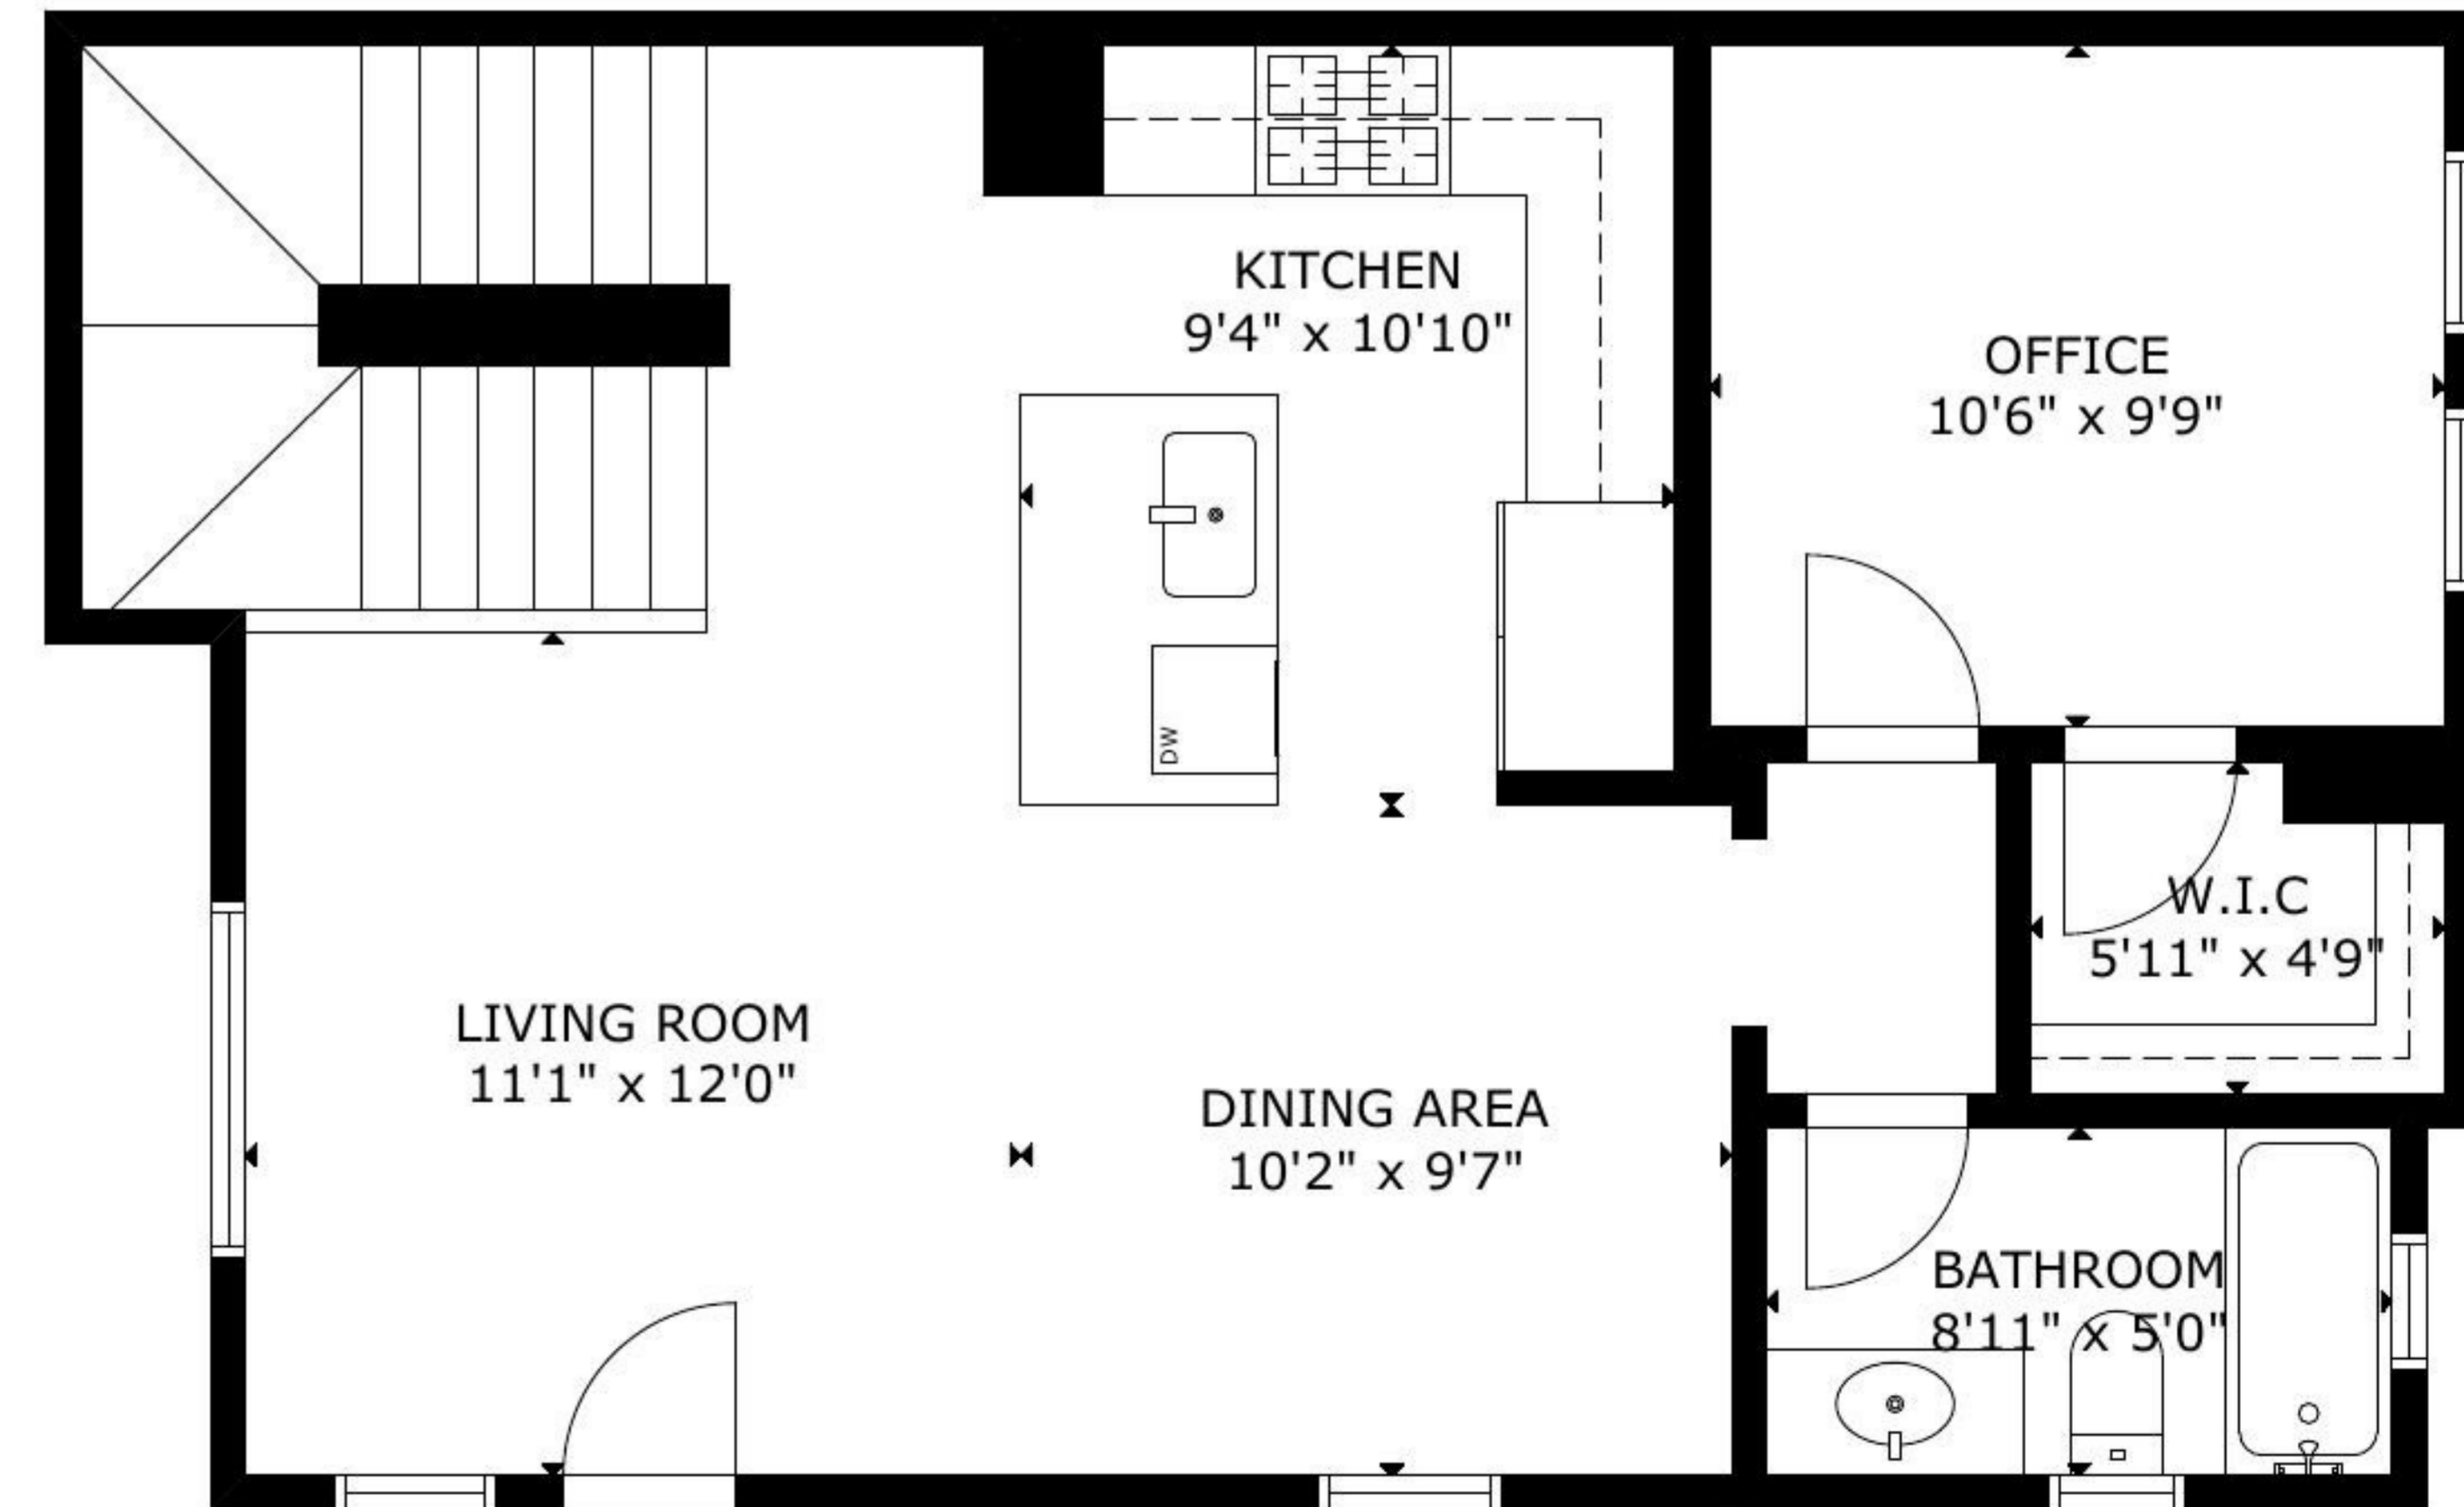 KITCHEN
9'4" x 10'10"
OFFICE
10'6" x 9'9"
DW
W.I.C
5'11" x 4'9"
LIVING ROOM
11'1" x 12'0"
DINING AREA
10'2" x 9'7"
BATHROOM
8'11" x 5'0"